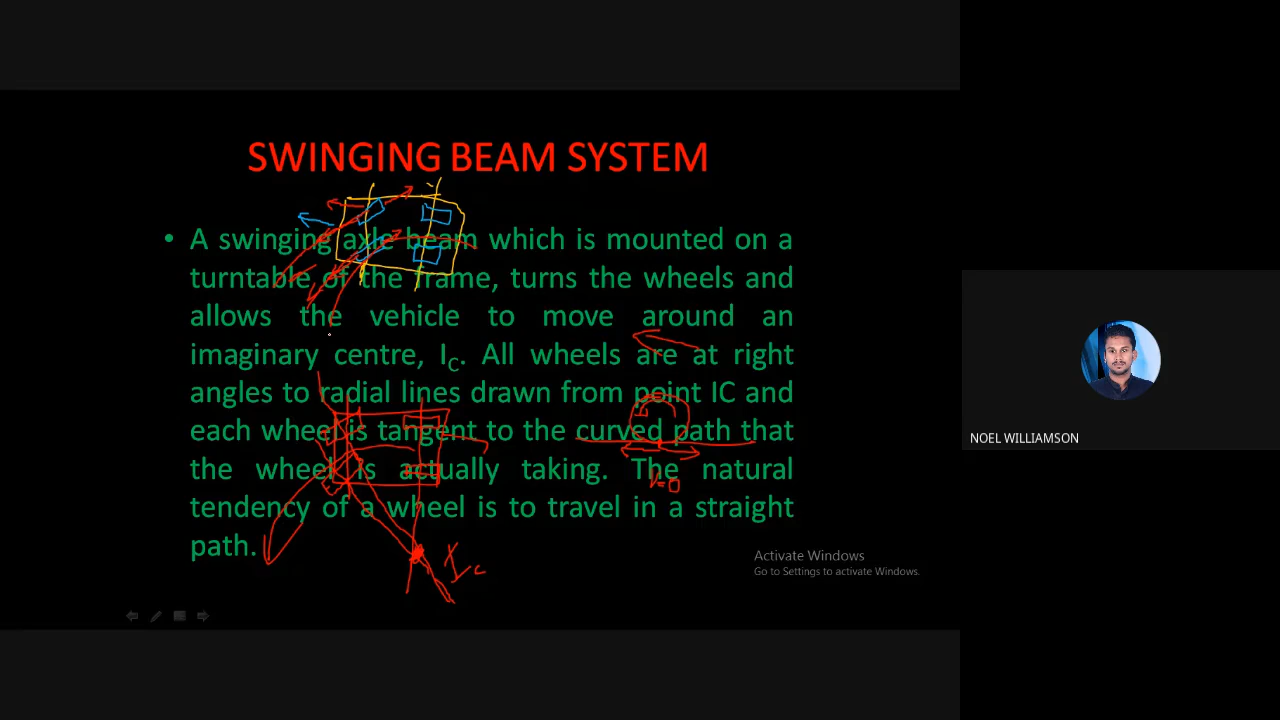 SWINGING BEAM SYSTEM
• A swinging axle beam which is mounted on a
turntable of the frame, turns the wheels and
allows the vehicle to move around an
imaginary centre, IC. All wheels are at right
angles to radial lines drawn from point IC and
each wheel is tangent to the curved path that
the wheel is actually taking. The natural
tendency of a wheel is to travel in a straight
path.
Ic
Activate Windows
Go to Settings to activate Windows.
NOEL WILLIAMSON